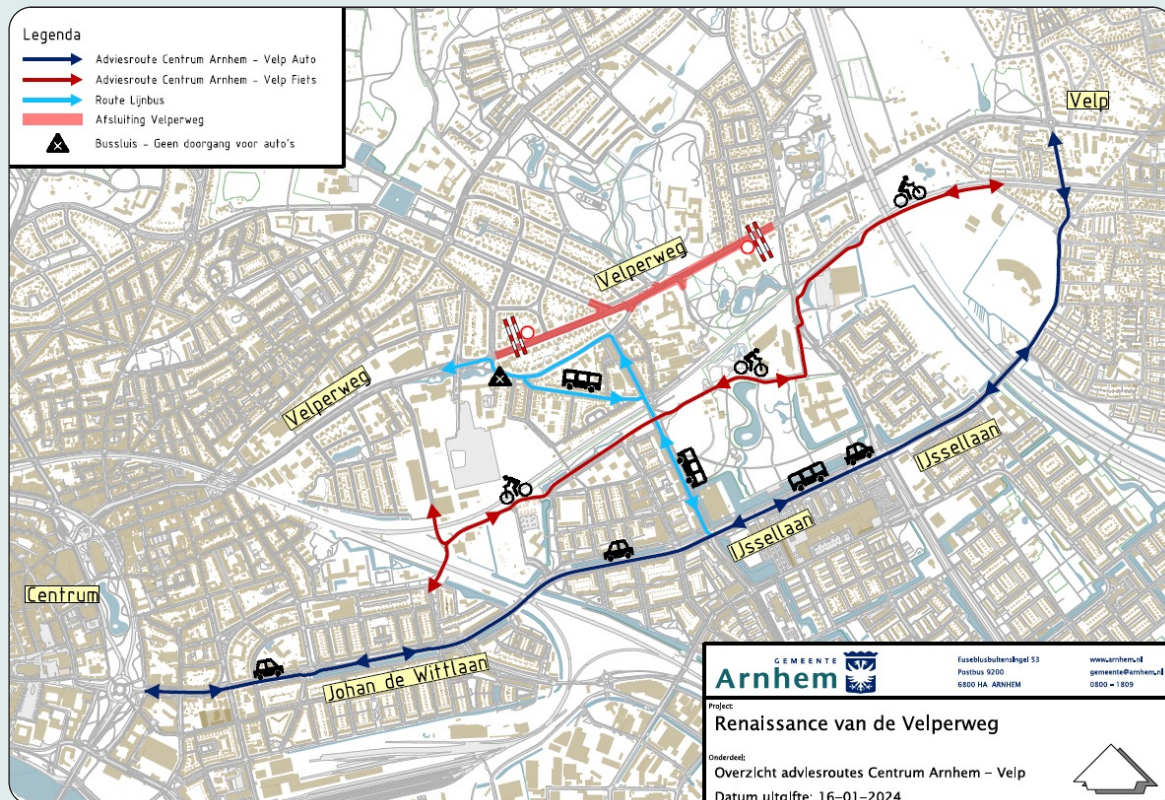 Legenda
Adviesroute Centrum Arnhem - Velp Auto
Adviesroute Centrum Arnhem - Velp Fiets
Route Lijnbus
Afsluiting Velperweg
Bussluis - Geen doorgang voor auto's
Velp
Velperweg
Velperweg
IJssellaan
IJssellaan
Centrum
Johan de Wittlaan
GEMEENTE
Arnhem
Eusebiusbuitensingel 53
Postbus 9200
6800 HA ARNHEM
www.arnhem.nl
gemeente@arnhem.nl
0800 - 1809
Project:
Renaissance van de Velperweg
Onderdeel:
Overzicht adviesroutes Centrum Arnhem - Velp
Datum uitgifte: 16-01-2024